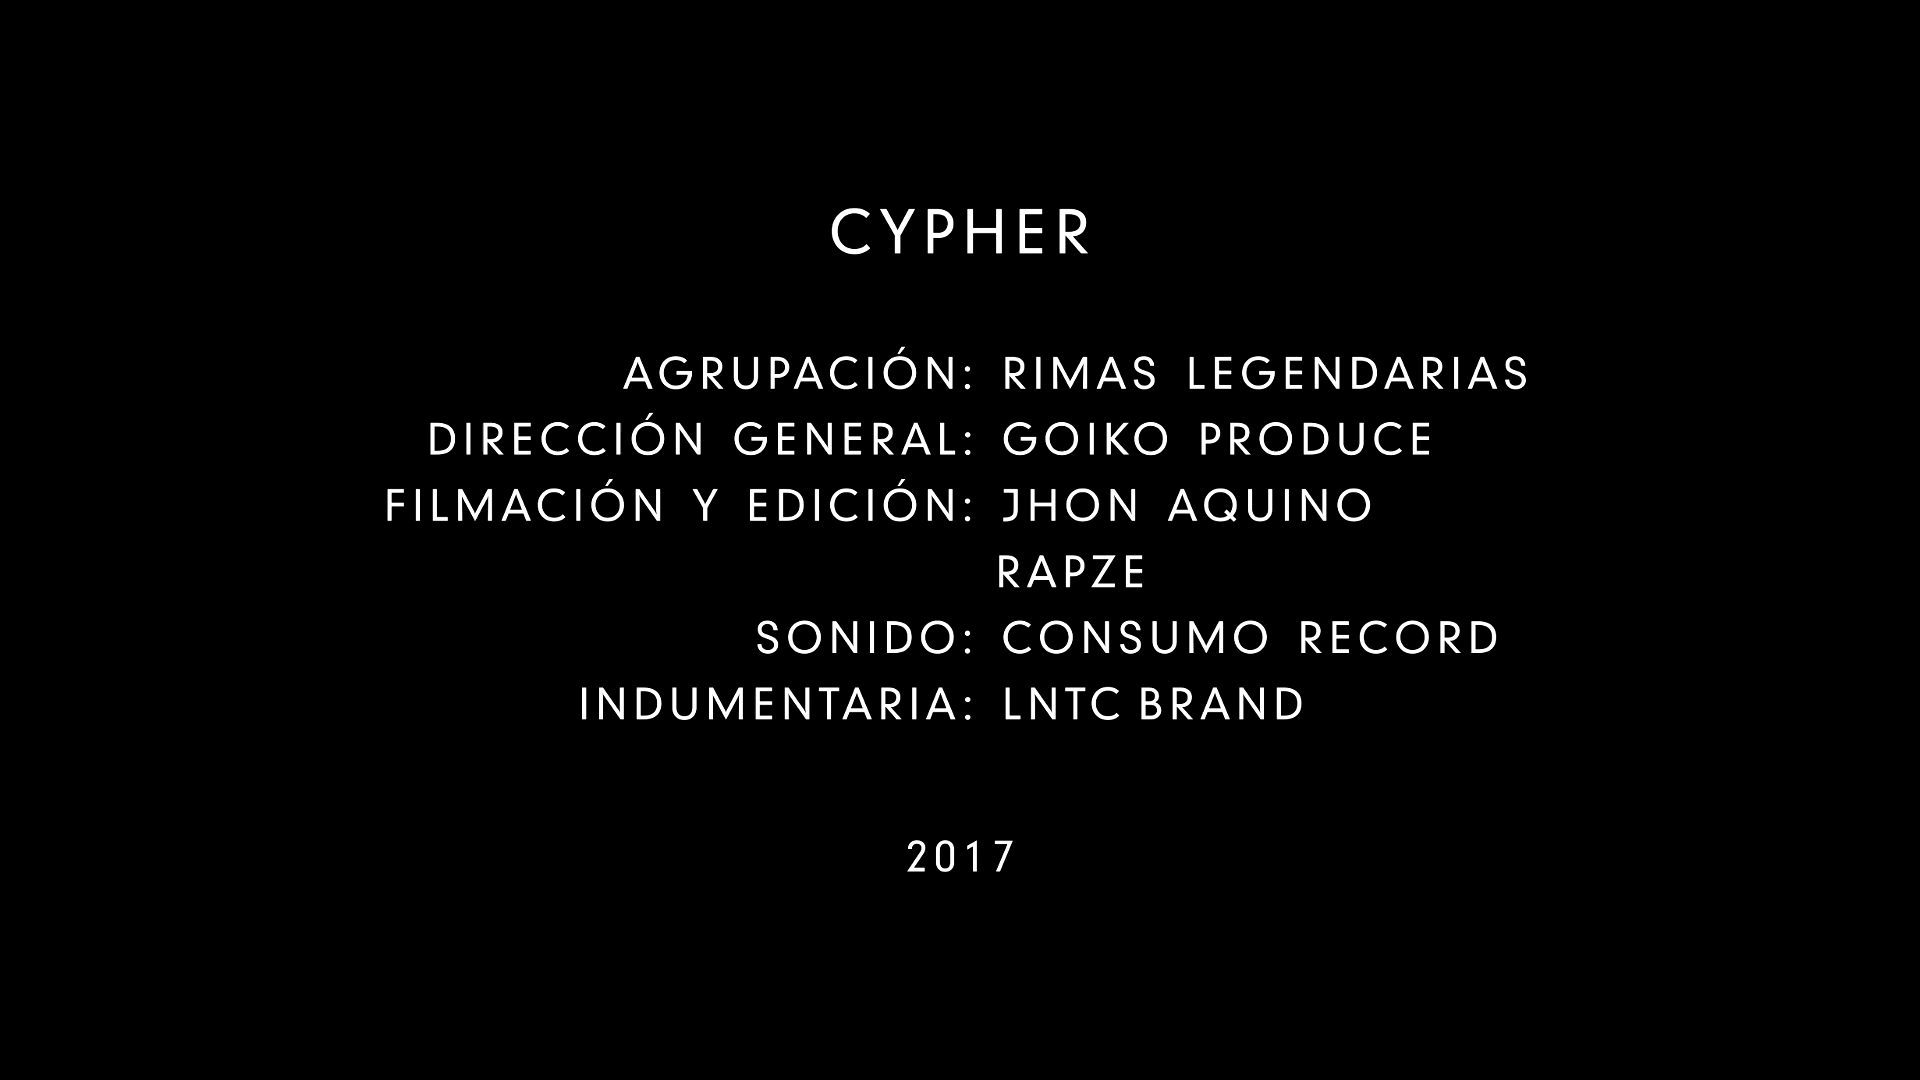 CYPHER
AGRUPACIÓN: RIMAS LEGENDARIAS
DIRECCIÓN GENERAL: GOIKO PRODUCE
FILMACIÓN Y EDICIÓN: JHON AQUINO
RAPZE
SONIDO: CONSUMO RECORD
INDUMENTARIA: LNTC BRAND
2017